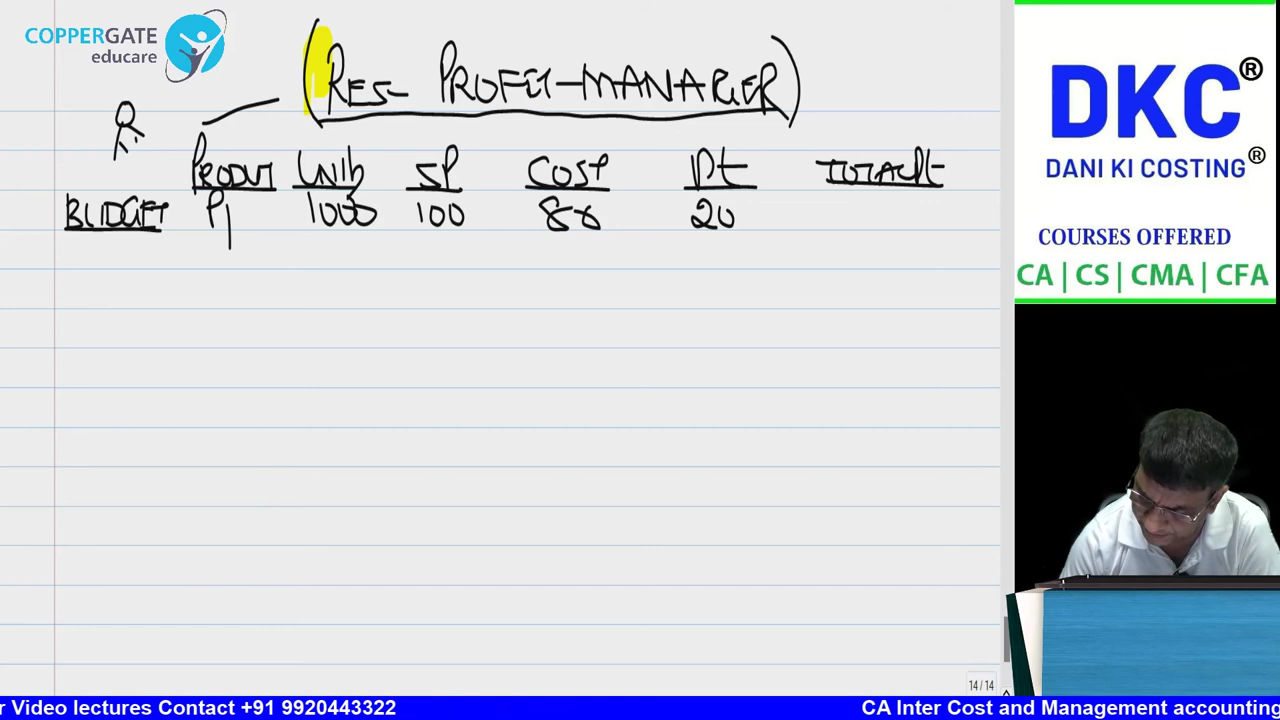 COPPERGATE
educare
(RES- PROFIT-MANAGER)
PRODUT Units SP COST Pt TOTAL Pt
BUDGET P1 1000 100 80 20
14 / 14
DKC®
DANI KI COSTING®
COURSES OFFERED
CA | CS | CMA | CFA
r Video lectures Contact +91 9920443322 CA Inter Cost and Management accounting